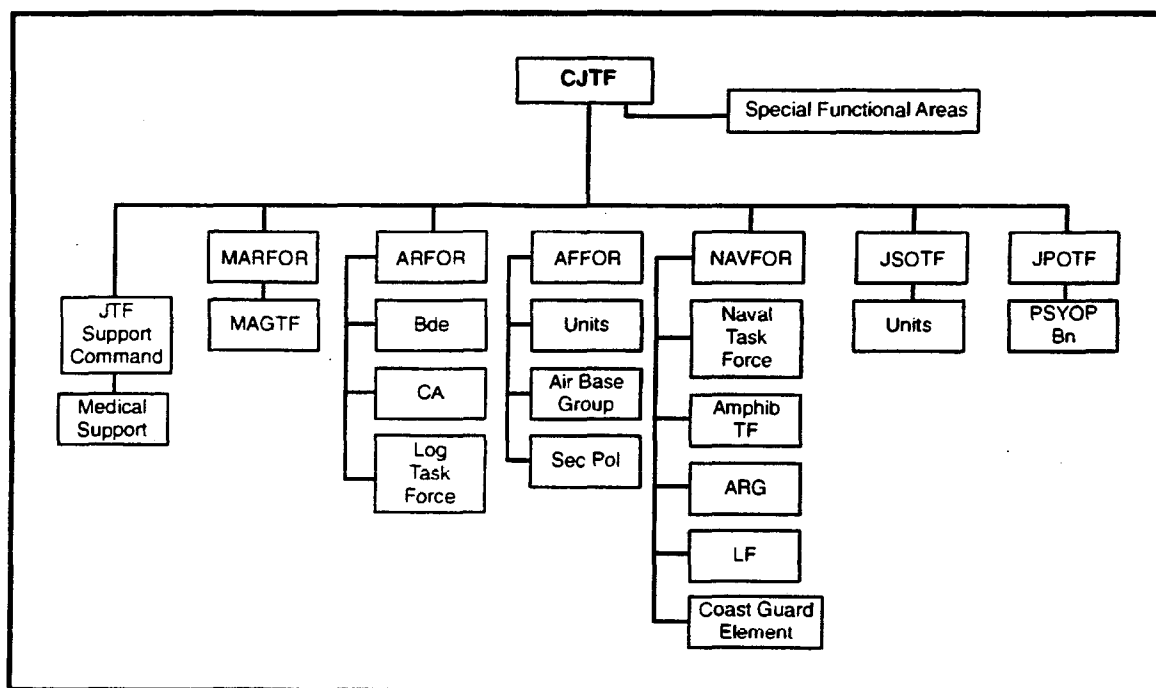 CJTF
Special Functional Areas
JTF
Support
Command
Medical
Support
MARFOR
MAGTF
ARFOR
Bde
CA
Log
Task
Force
AFFOR
Units
Air Base
Group
Sec Pol
NAVFOR
Naval
Task
Force
Amphib
TF
ARG
LF
Coast Guard
Element
JSOTF
Units
JPOTF
PSYOP
Bn